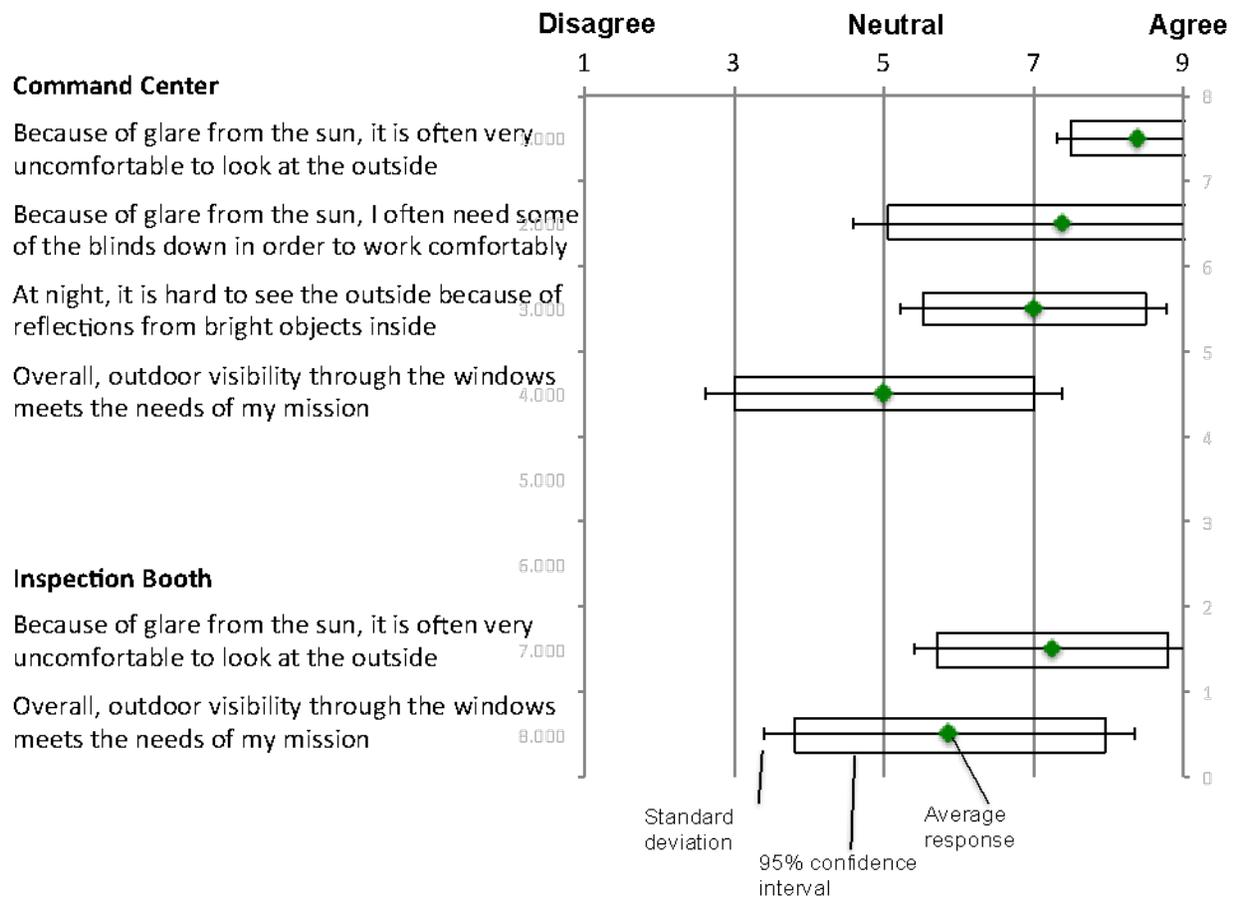 Disagree Neutral Agree
1 3 5 7 9
Command Center
8
Because of glare from the sun, it is often very
1.000
uncomfortable to look at the outside
7
Because of glare from the sun, I often need some
2.000
of the blinds down in order to work comfortably
6
At night, it is hard to see the outside because of
3.000
reflections from bright objects inside
5
Overall, outdoor visibility through the windows
4.000
meets the needs of my mission
4
5.000
3
6.000
Inspection Booth
2
Because of glare from the sun, it is often very
7.000
uncomfortable to look at the outside
1
Overall, outdoor visibility through the windows
8.000
meets the needs of my mission
0
Standard
deviation
95% confidence
interval
Average
response